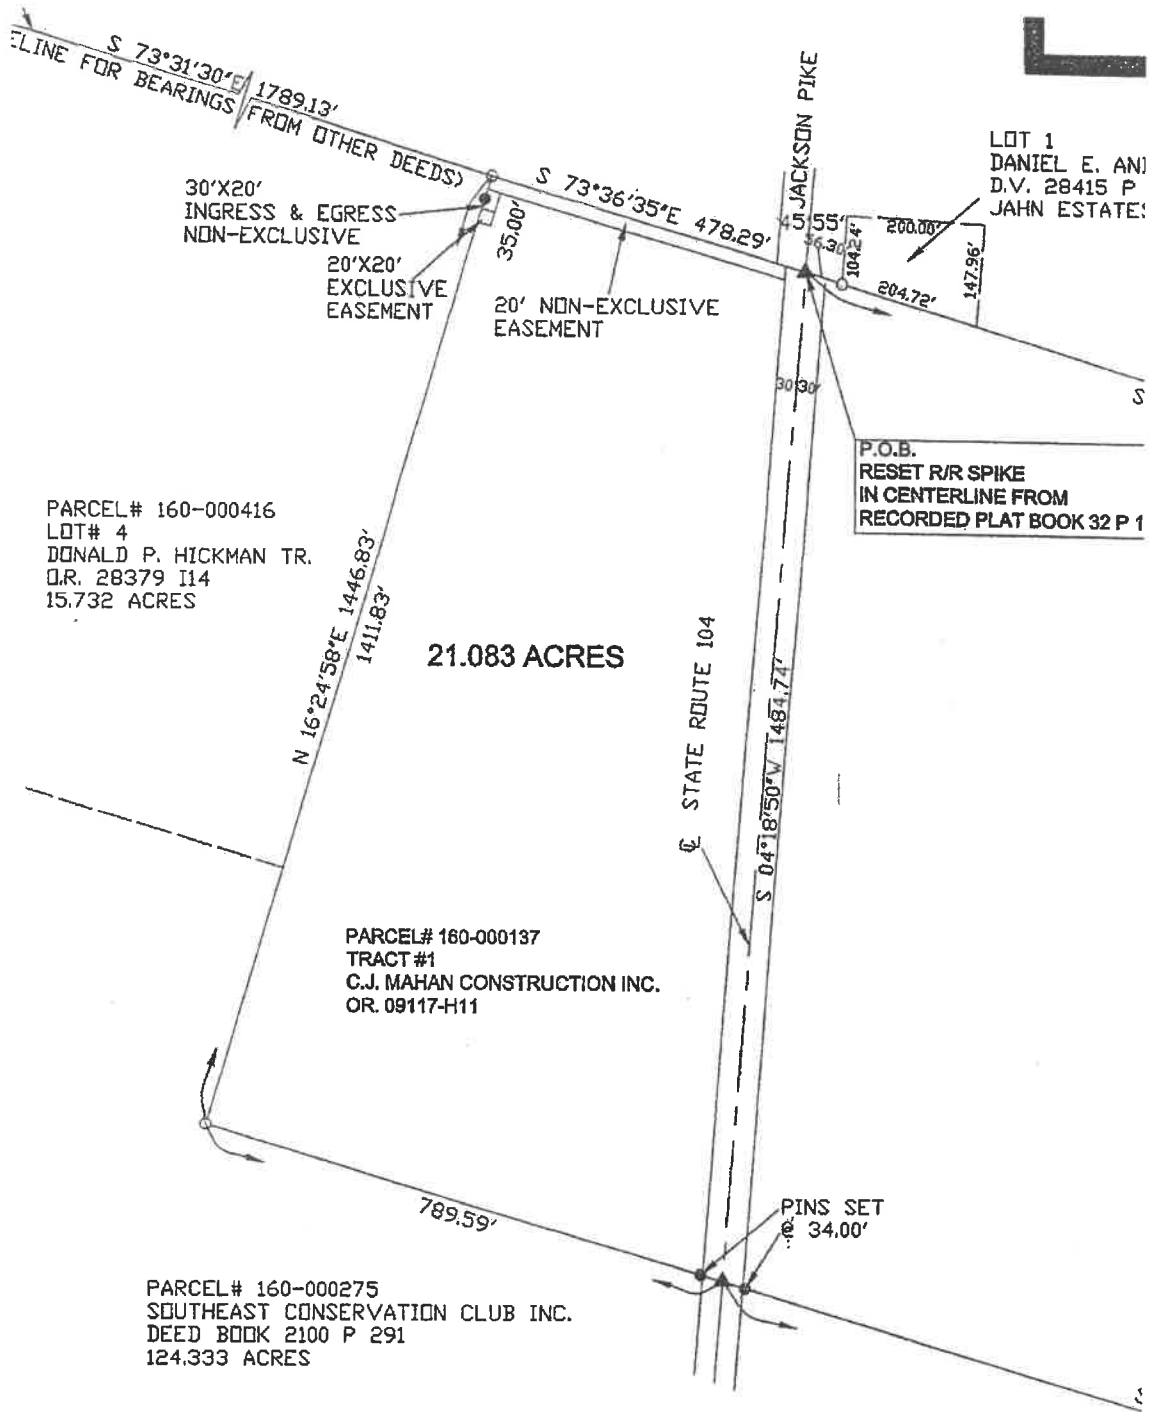 S 73°31'30"E 1789.13'
ELINE FOR BEARINGS FROM OTHER DEEDS)
JACKSON PIKE
LOT 1
DANIEL E. AN
D.V. 28415 P
JAHN ESTATES
30'X20'
INGRESS & EGRESS
NON-EXCLUSIVE
S 73°36'35"E 478.29'
45.55'
36.30
104.24'
200.00'
147.96'
204.72'
35.00'
20'X20'
EXCLUSIVE
EASEMENT
20' NON-EXCLUSIVE
EASEMENT
30' 30'
S
P.O.B.
RESET R/R SPIKE
IN CENTERLINE FROM
RECORDED PLAT BOOK 32 P 1
PARCEL# 160-000416
LOT# 4
DONALD P. HICKMAN TR.
O.R. 28379 I14
15.732 ACRES
N 16°24'58"E 1446.83'
1411.83'
21.083 ACRES
℄ STATE ROUTE 104
S 04°18'50"W 1484.74'
PARCEL# 160-000137
TRACT #1
C.J. MAHAN CONSTRUCTION INC.
OR. 09117-H11
789.59'
PINS SET
@ 34.00'
PARCEL# 160-000275
SOUTHEAST CONSERVATION CLUB INC.
DEED BOOK 2100 P 291
124.333 ACRES
S